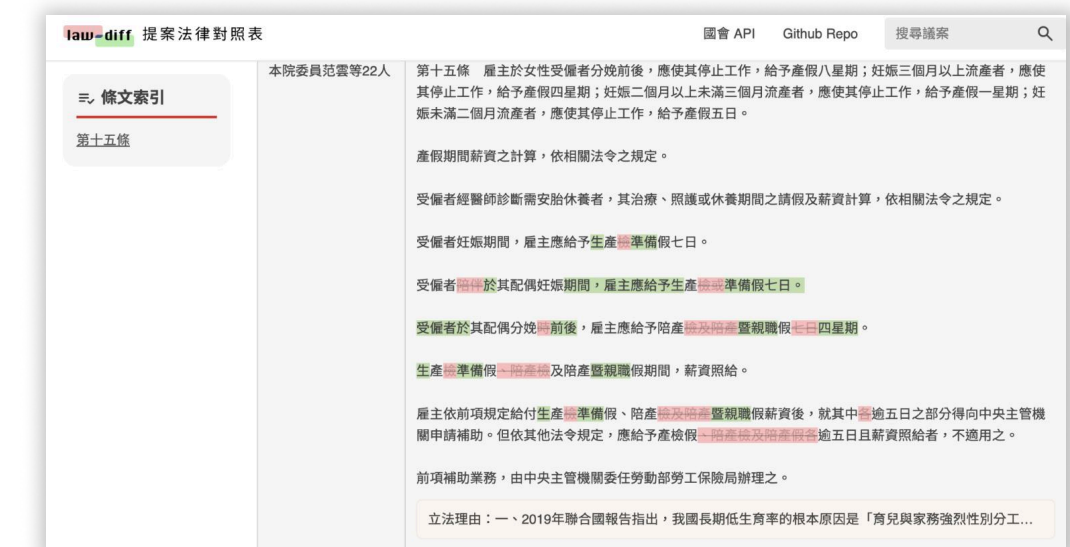 law-diff 提案法律對照表
國會 API
Github Repo
搜尋議案
條文索引
第十五條
本院委員范雲等22人
第十五條 雇主於女性受僱者分娩前後，應使其停止工作，給予產假八星期；妊娠三個月以上流產者，應使
其停止工作，給予產假四星期；妊娠二個月以上未滿三個月流產者，應使其停止工作，給予產假一星期；妊
娠未滿二個月流產者，應使其停止工作，給予產假五日。
產假期間薪資之計算，依相關法令之規定。
受僱者經醫師診斷需安胎休養者，其治療、照護或休養期間之請假及薪資計算，依相關法令之規定。
受僱者妊娠期間，雇主應給予生產檢準備假七日。
受僱者陪伴於其配偶妊娠期間，雇主應給予生產檢或準備假七日。
受僱者於其配偶分娩時前後，雇主應給予陪產檢及陪產暨親職假七日四星期。
生產檢準備假、陪產檢及陪產暨親職假期間，薪資照給。
雇主依前項規定給付生產檢準備假、陪產檢及陪產暨親職假薪資後，就其中各逾五日之部分得向中央主管機
關申請補助。但依其他法令規定，應給予產檢假、陪產檢及陪產假各逾五日且薪資照給者，不適用之。
前項補助業務，由中央主管機關委任勞動部勞工保險局辦理之。
立法理由：一、2019年聯合國報告指出，我國長期低生育率的根本原因是「育兒與家務強烈性別分工...